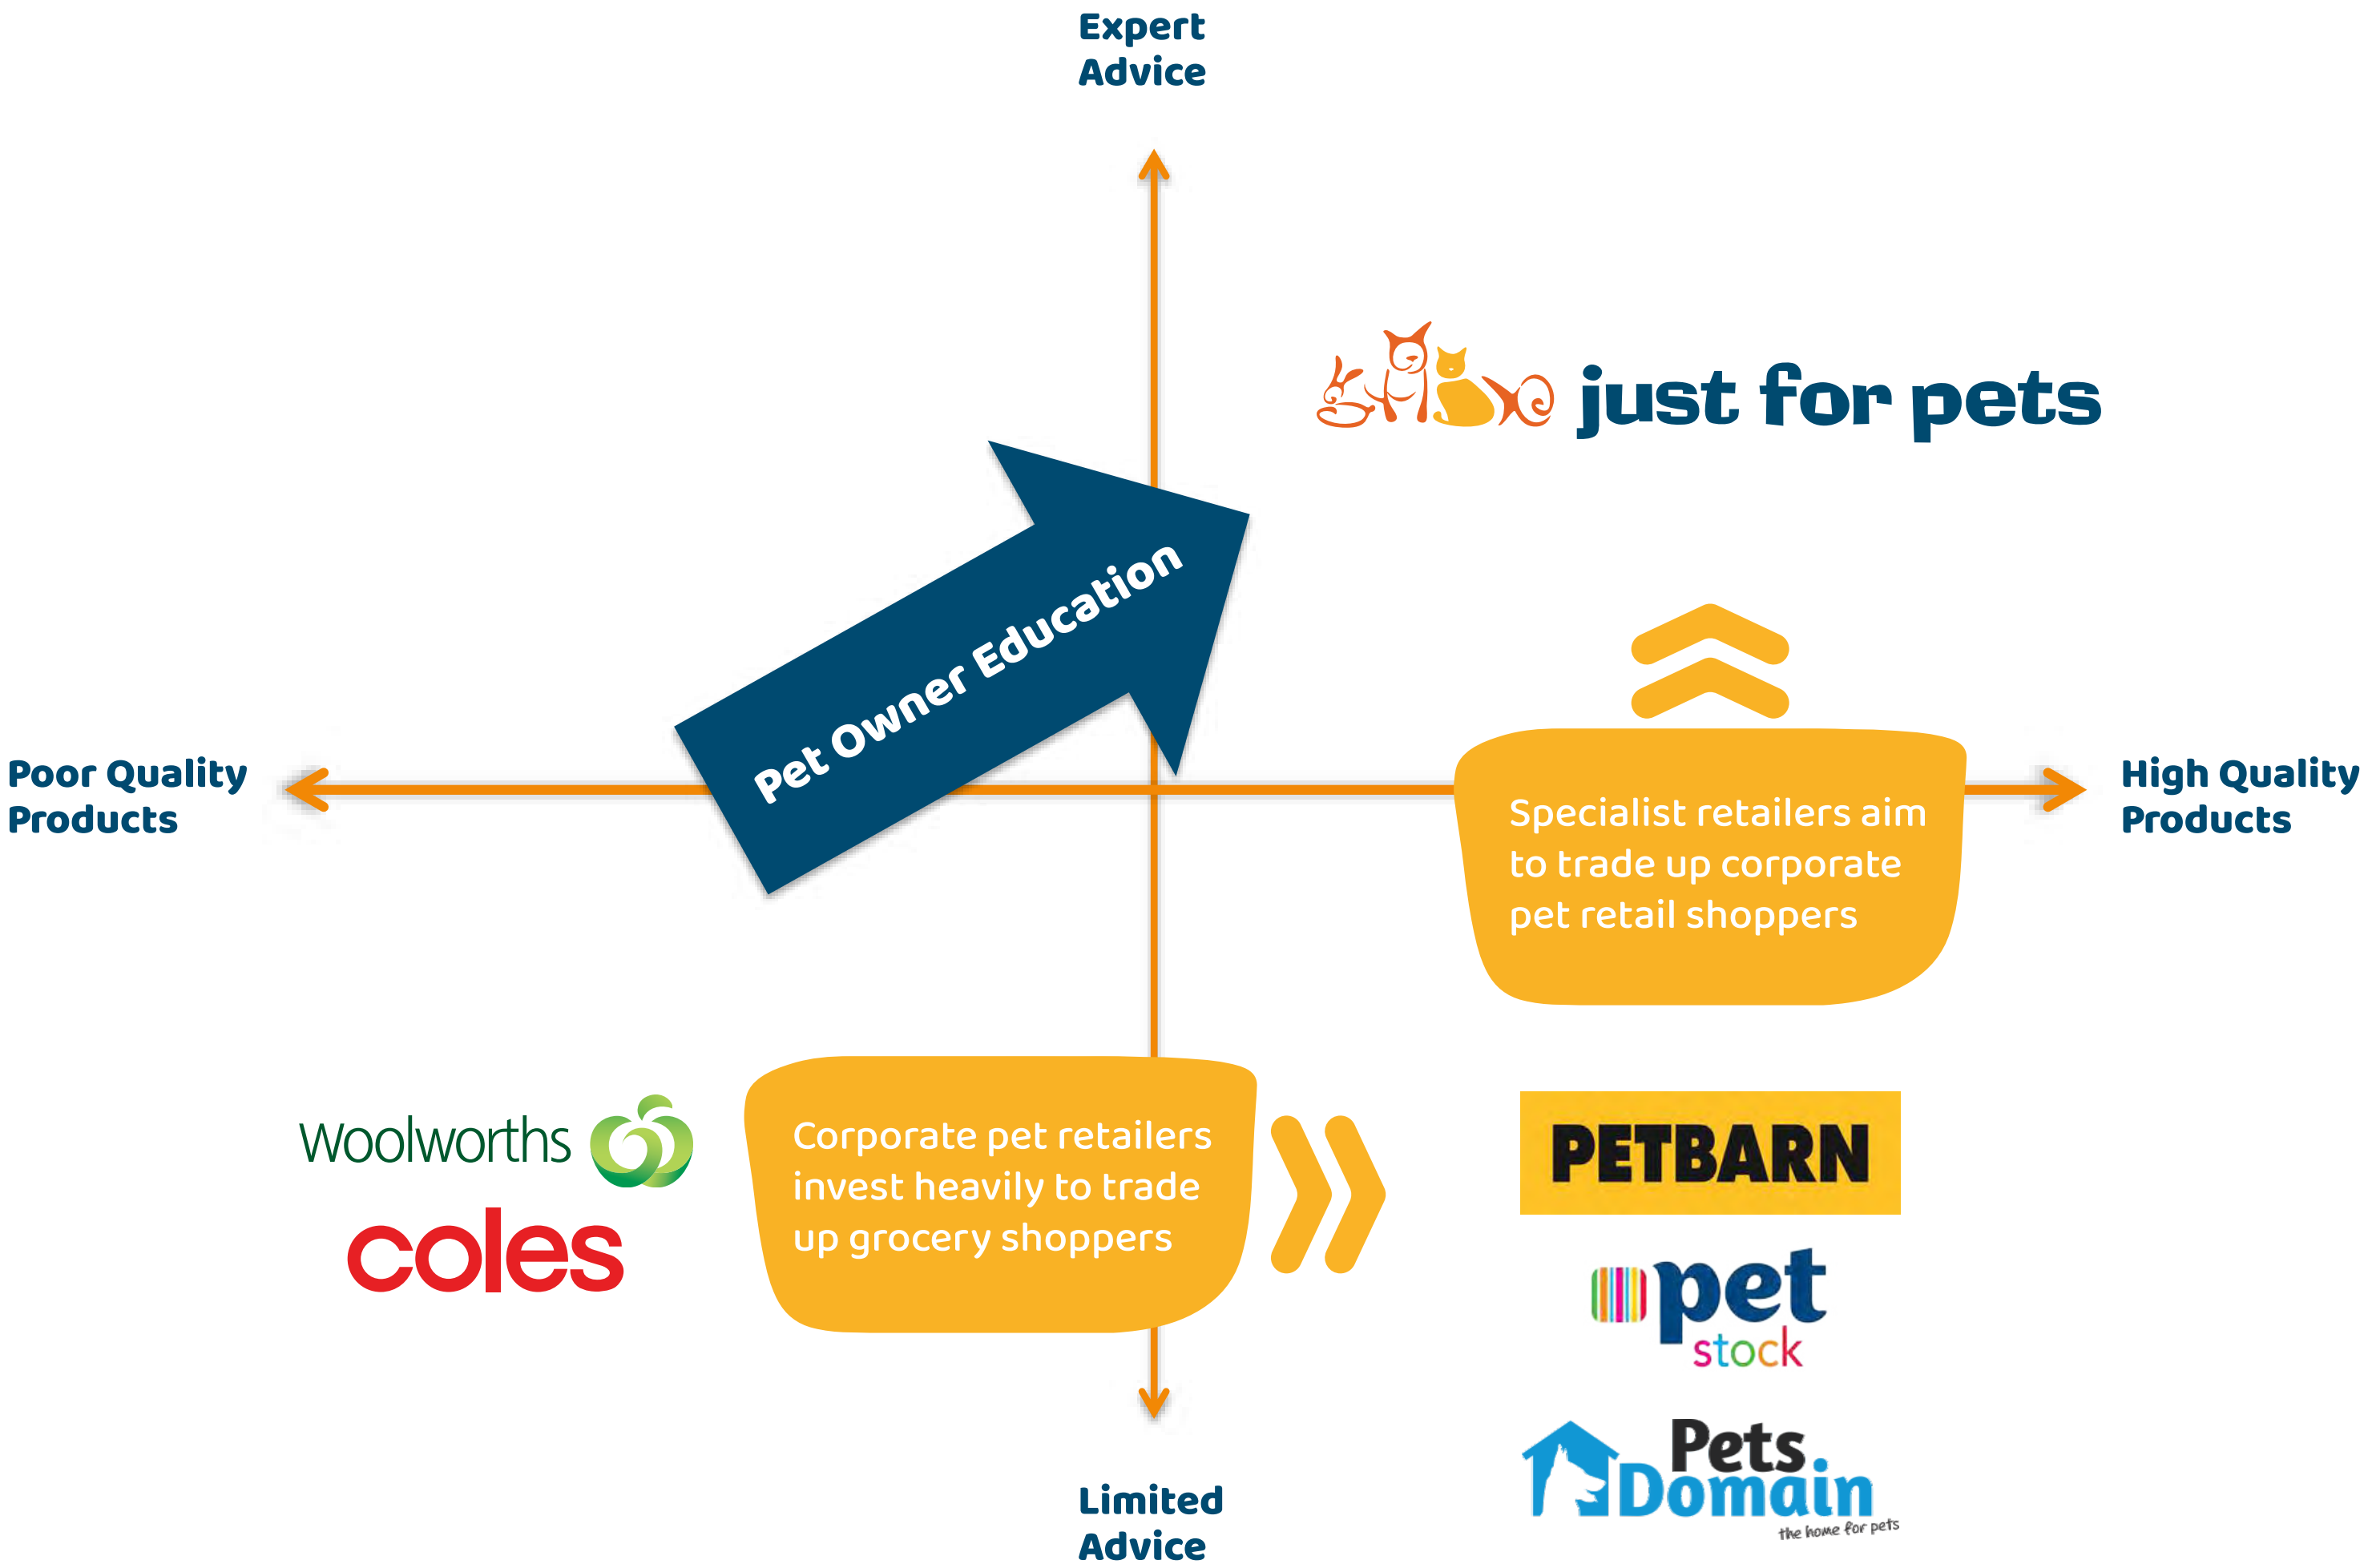 Expert
Advice
just for pets
Pet Owner Education
Poor Quality
Products
High Quality
Products
Specialist retailers aim
to trade up corporate
pet retail shoppers
Woolworths
coles
Corporate pet retailers
invest heavily to trade
up grocery shoppers
PETBARN
pet
stock
Pets
Domain
the home for pets
Limited
Advice